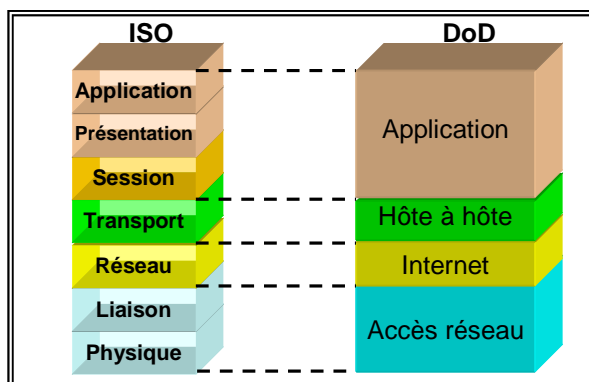 ISO
Application
Présentation
Session
Transport
Réseau
Liaison
Physique
DoD
Application
Hôte à hôte
Internet
Accès réseau